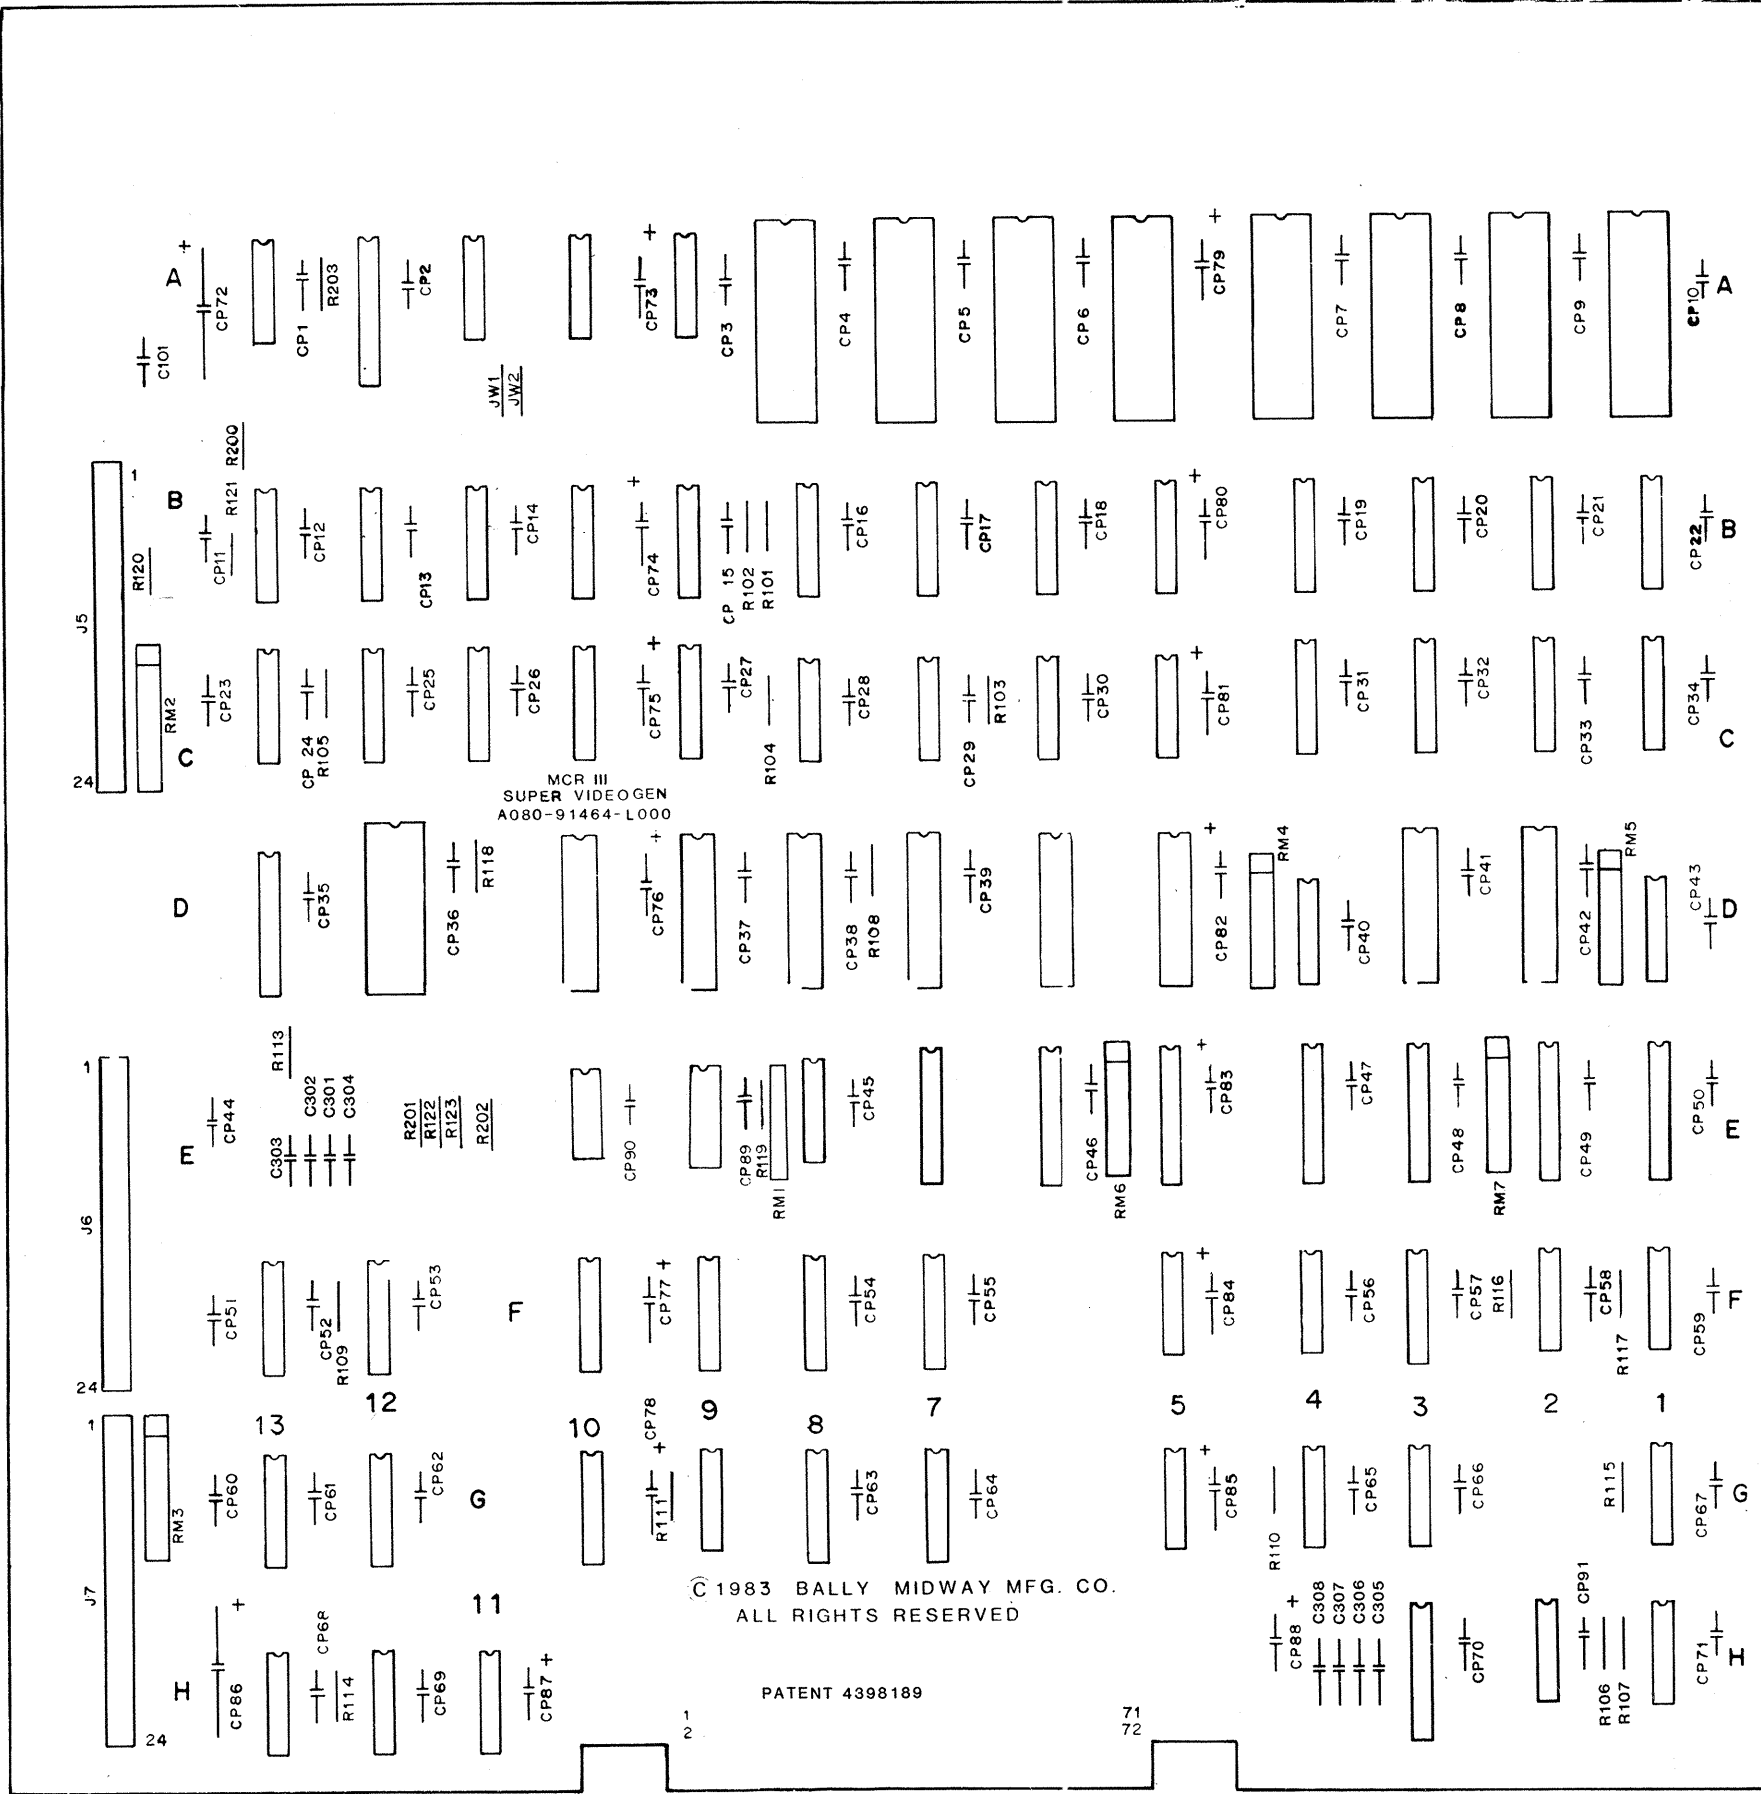 A
CP72
C101
CP1
R203
CP2
JW1
JW2
+
CP73
+
CP3
CP4
CP5
CP6
+
CP79
CP7
CP8
CP9
CP10
A
J5
1
24
B
R120
CP11
R121
R200
CP12
CP13
CP14
+
CP74
CP 15
R102
R101
CP16
CP17
CP18
+
CP80
CP19
CP20
CP21
CP22
B
RM2
C
CP23
CP 24
R105
CP25
CP26
+
CP75
CP27
R104
CP28
CP29
R103
CP30
+
CP81
CP31
CP32
CP33
CP34
C
MCR III
SUPER VIDEOGEN
A080-91464-L000
D
CP35
CP36
R118
+
CP76
CP37
CP38
R108
CP39
+
CP82
RM4
CP40
CP41
CP42
RM5
CP43
D
J6
1
24
E
CP44
R113
C303
C302
C301
C304
R201
R122
R123
R202
CP90
CP89
R119
RM1
CP45
CP46
RM6
+
CP83
CP47
CP48
RM7
CP49
CP50
E
CP51
CP52
R109
CP53
F
+
CP77
CP54
CP55
+
CP84
CP56
CP57
R116
CP58
R117
CP59
F
13
12
10
9
8
7
5
4
3
2
1
J7
1
24
RM3
CP60
CP61
CP62
G
CP78
+
R111
CP63
CP64
+
CP85
R110
CP65
CP66
R115
CP67
G
11
© 1983 BALLY MIDWAY MFG. CO.
ALL RIGHTS RESERVED
PATENT 4398189
H
+
CP86
CP68
R114
CP69
+
CP87
+
CP88
C308
C307
C306
C305
CP70
CP91
R106
R107
CP71
H
1
2
71
72